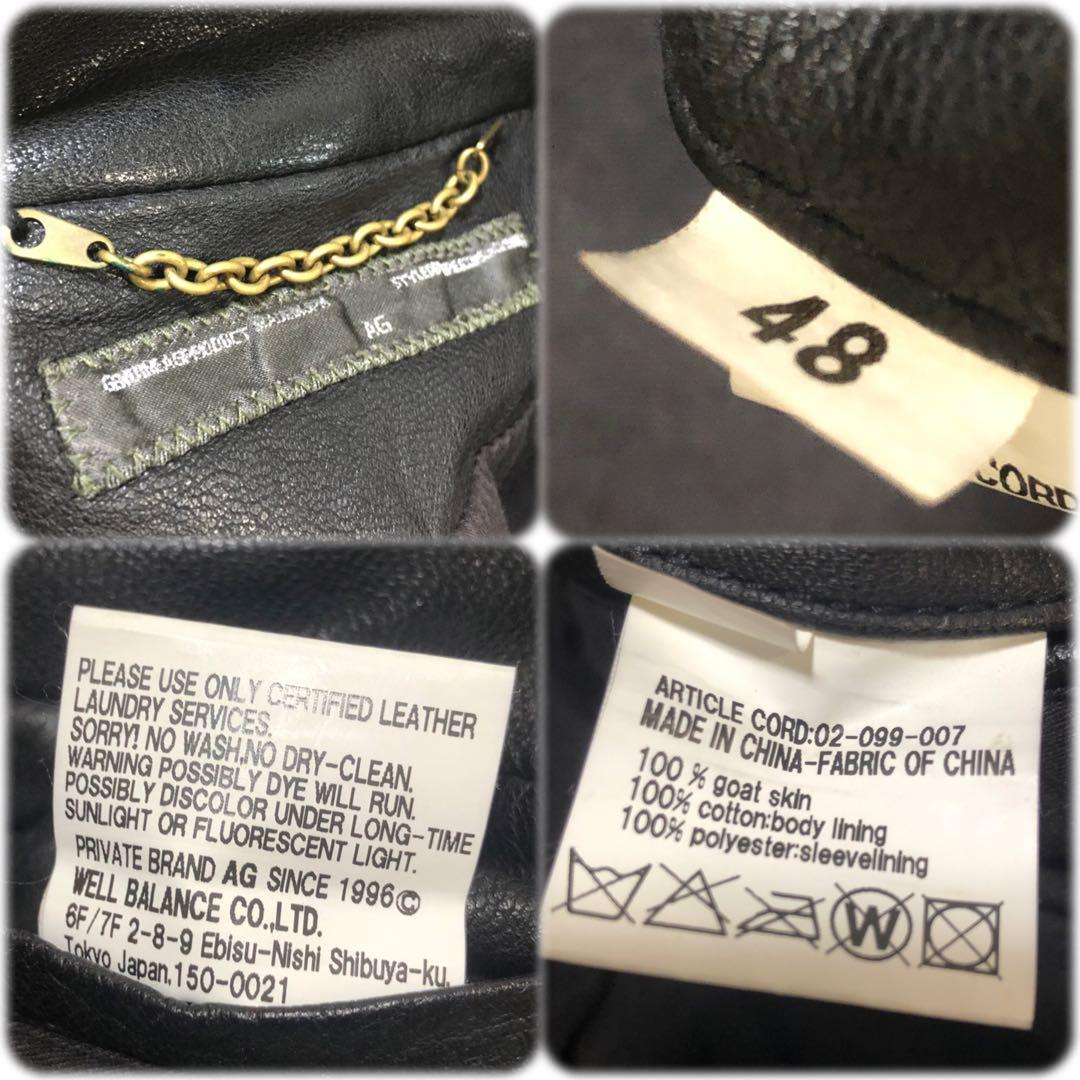 GENUINE AG PRODUCT
AG
48
CORD
PLEASE USE ONLY CERTIFIED LEATHER
LAUNDRY SERVICES.
SORRY! NO WASH,NO DRY-CLEAN.
WARNING POSSIBLY DYE WILL RUN.
POSSIBLY DISCOLOR UNDER LONG-TIME
SUNLIGHT OR FLUORESCENT LIGHT.
PRIVATE BRAND AG SINCE 1996©
WELL BALANCE CO.,LTD.
6F/7F 2-8-9 Ebisu-Nishi Shibuya-ku,
Tokyo Japan.150-0021
ARTICLE CORD:02-099-007
MADE IN CHINA-FABRIC OF CHINA
100 % goat skin
100% cotton:body lining
100% polyester:sleevelining
W